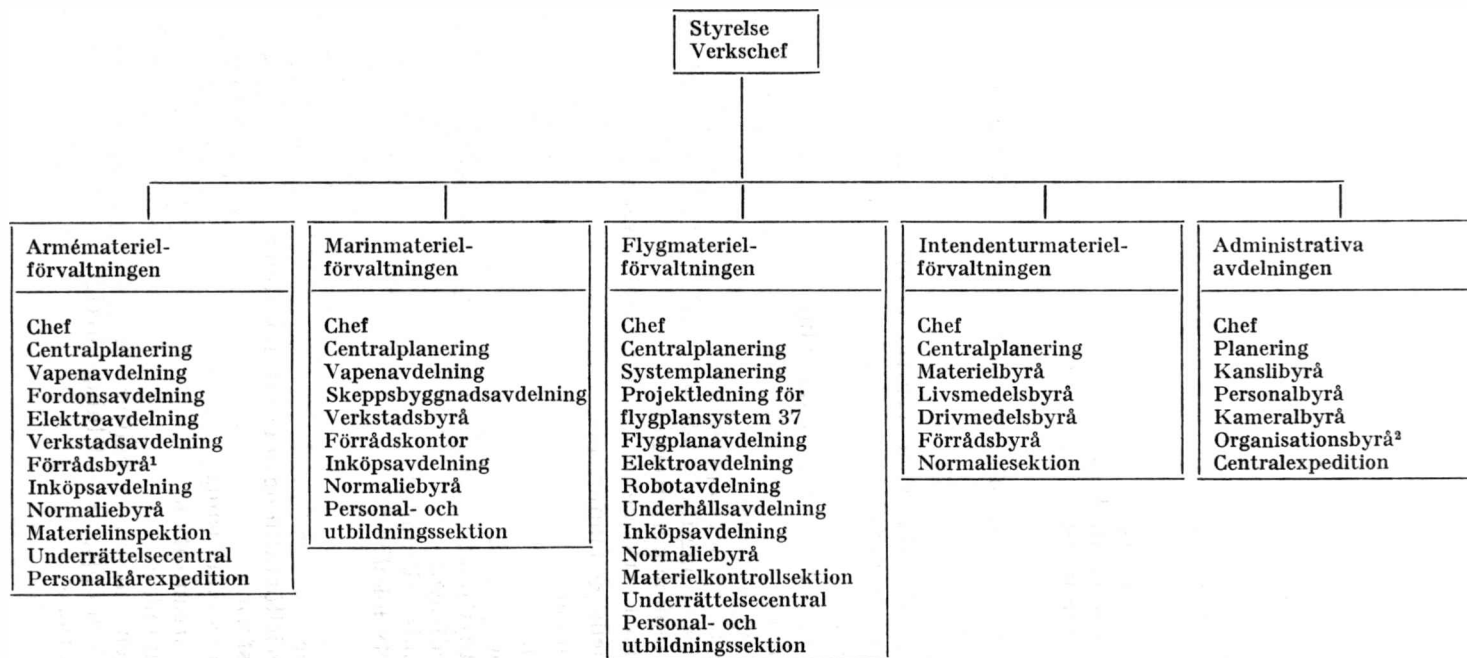 Styrelse
Verkschef
Armémateriel-
förvaltningen
Chef
Centralplanering
Vapenavdelning
Fordonsavdelning
Elektroavdelning
Verkstadsavdelning
Förrådsbyrå¹
Inköpsavdelning
Normaliebyrå
Materielinspektion
Underrättelsecentral
Personalkårexpedition
Marinmateriel-
förvaltningen
Chef
Centralplanering
Vapenavdelning
Skeppsbyggnadsavdelning
Verkstadsbyrå
Förrådskontor
Inköpsavdelning
Normaliebyrå
Personal- och
utbildningssektion
Flygmateriel-
förvaltningen
Chef
Centralplanering
Systemplanering
Projektledning för
flygplansystem 37
Flygplanavdelning
Elektroavdelning
Robotavdelning
Underhållsavdelning
Inköpsavdelning
Normaliebyrå
Materielkontrollsektion
Underrättelsecentral
Personal- och
utbildningssektion
Intendenturmateriel-
förvaltningen
Chef
Centralplanering
Materielbyrå
Livsmedelsbyrå
Drivmedelsbyrå
Förrådsbyrå
Normaliesektion
Administrativa
avdelningen
Chef
Planering
Kanslibyrå
Personalbyrå
Kameralbyrå
Organisationsbyrå²
Centralexpedition